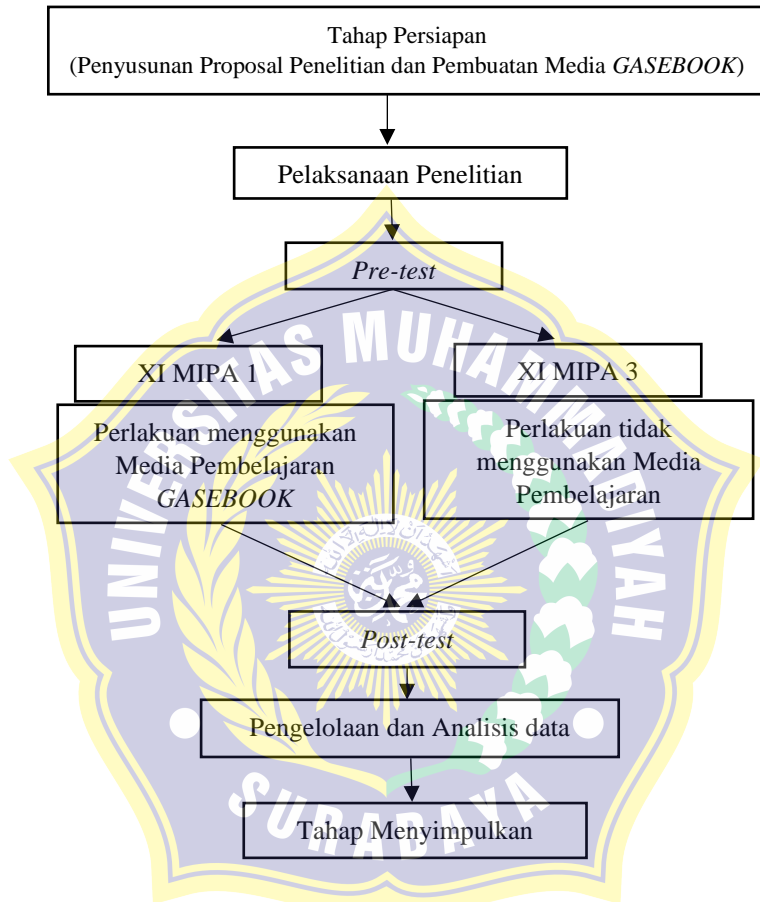 Tahap Persiapan
(Penyusunan Proposal Penelitian dan Pembuatan Media GASEBOOK)
Pelaksanaan Penelitian
Pre-test
XI MIPA 1
XI MIPA 3
Perlakuan menggunakan
Media Pembelajaran
GASEBOOK
Perlakuan tidak
menggunakan Media
Pembelajaran
Post-test
Pengelolaan dan Analisis data
Tahap Menyimpulkan
UNIVERSITAS MUHAMMADIYAH
SURABAYA